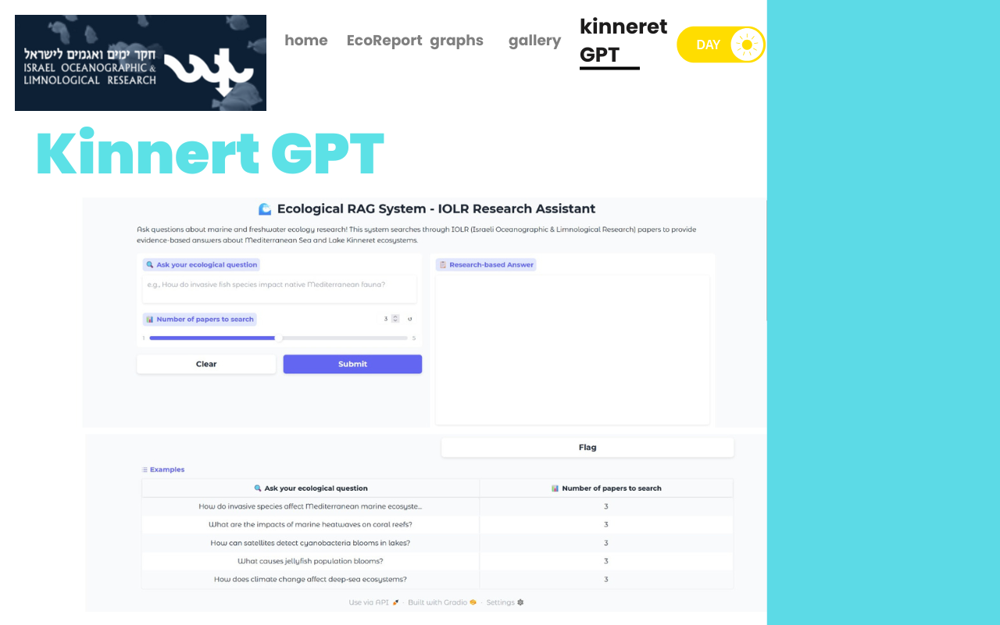 חקר ימים ואגמים לישראל
ISRAEL OCEANOGRAPHIC &
LIMNOLOGICAL RESEARCH
home
EcoReport
graphs
gallery
kinneret
GPT
DAY
Kinnert GPT
Ecological RAG System - IOLR Research Assistant
Ask questions about marine and freshwater ecology research! This system searches through IOLR (Israeli Oceanographic & Limnological Research) papers to provide
evidence-based answers about Mediterranean Sea and Lake Kinneret ecosystems.
Ask your ecological question
e.g., How do invasive fish species impact native Mediterranean fauna?
Number of papers to search
3
1
5
Clear
Submit
Research-based Answer
Flag
Examples
Ask your ecological question
Number of papers to search
How do invasive species affect Mediterranean marine ecosyste...
3
What are the impacts of marine heatwaves on coral reefs?
3
How can satellites detect cyanobacteria blooms in lakes?
3
What causes jellyfish population blooms?
3
How does climate change affect deep-sea ecosystems?
3
Use via API · Built with Gradio · Settings